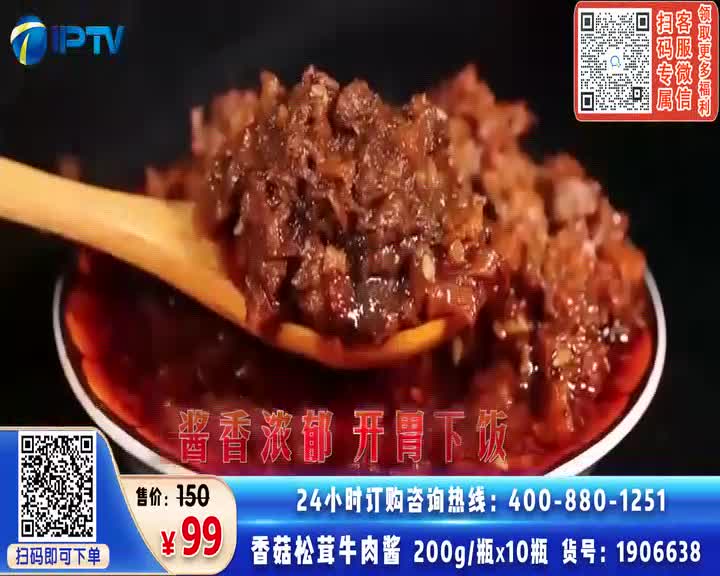 IPTV
扫码专属
客服微信
领取更多福利
酱香浓郁 开胃下饭
售价：150
¥99
24小时订购咨询热线：400-880-1251
香菇松茸牛肉酱 200g/瓶x10瓶 货号：1906638
扫码即可下单